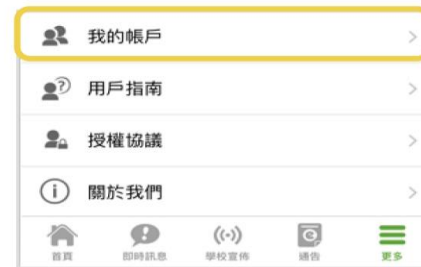 我的帳戶
用戶指南
授權協議
關於我們
首頁 即時訊息 學校宣佈 通告 更多